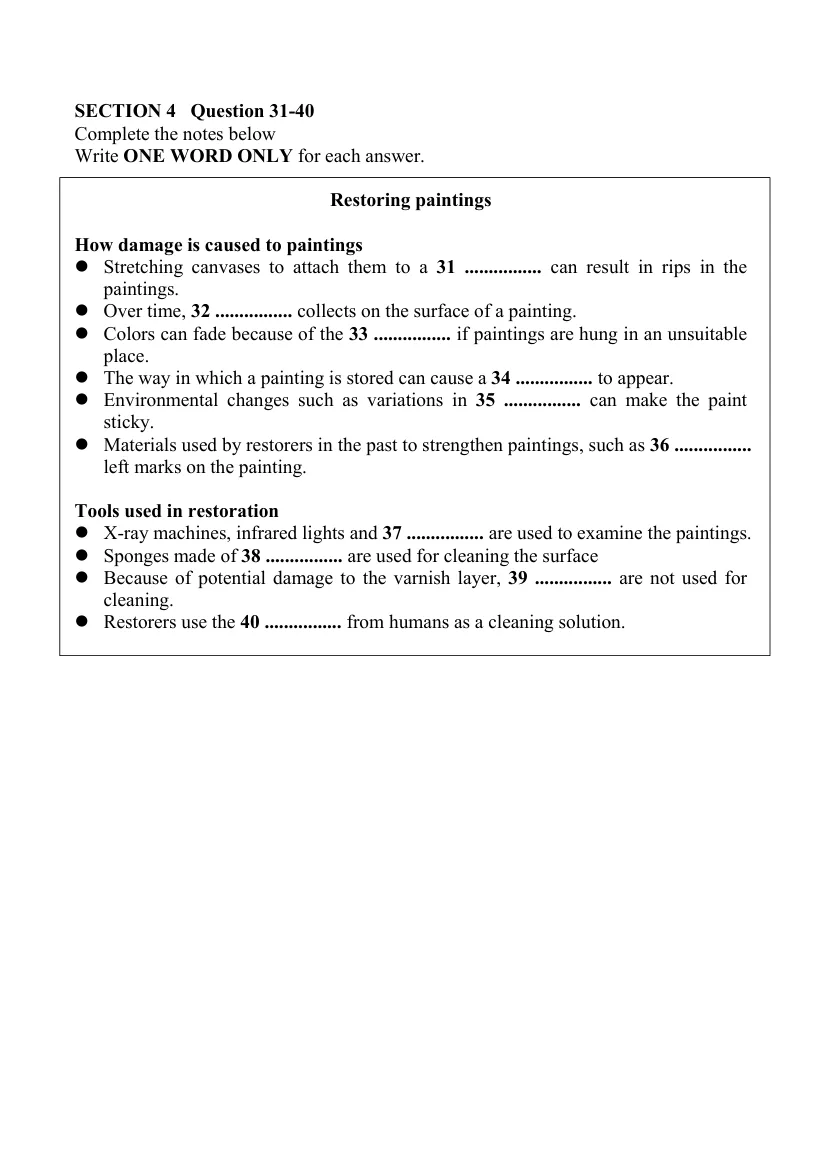 SECTION 4   Question 31-40
Complete the notes below
Write ONE WORD ONLY for each answer.
Restoring paintings
How damage is caused to paintings
● Stretching canvases to attach them to a 31 ................ can result in rips in the
paintings.
● Over time, 32 ................ collects on the surface of a painting.
● Colors can fade because of the 33 ................ if paintings are hung in an unsuitable
place.
● The way in which a painting is stored can cause a 34 ................ to appear.
● Environmental changes such as variations in 35 ................ can make the paint
sticky.
● Materials used by restorers in the past to strengthen paintings, such as 36 ................
left marks on the painting.
Tools used in restoration
● X-ray machines, infrared lights and 37 ................ are used to examine the paintings.
● Sponges made of 38 ................ are used for cleaning the surface
● Because of potential damage to the varnish layer, 39 ................ are not used for
cleaning.
● Restorers use the 40 ................ from humans as a cleaning solution.